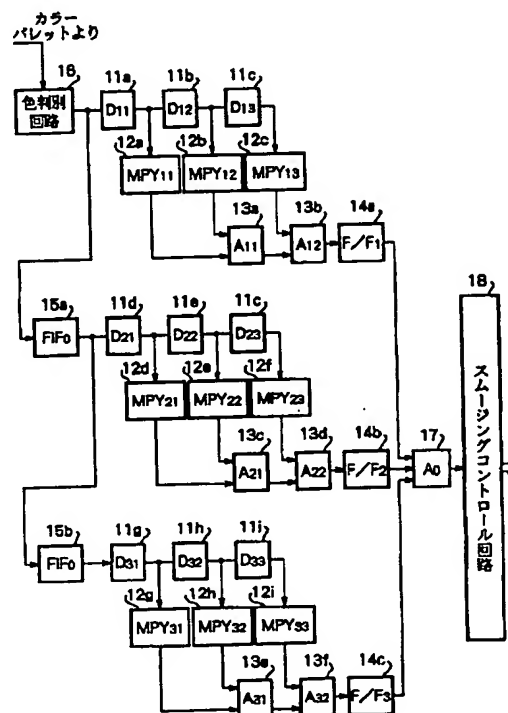 カラー
パレットより
16
色判別
回路
11a
11b
11c
D11
D12
D13
12a
12b
12c
MPY11
MPY12
MPY13
13a
13b
14a
A11
A12
F/F1
15a
11d
11e
11c
FIFO
D21
D22
D23
12d
12e
12f
MPY21
MPY22
MPY23
13c
13d
14b
17
A21
A22
F/F2
A0
18
スムージングコントロール回路
15b
11g
11h
11i
FIFO
D31
D32
D33
12g
12h
12i
MPY31
MPY32
MPY33
13e
13f
14c
A31
A32
F/F3